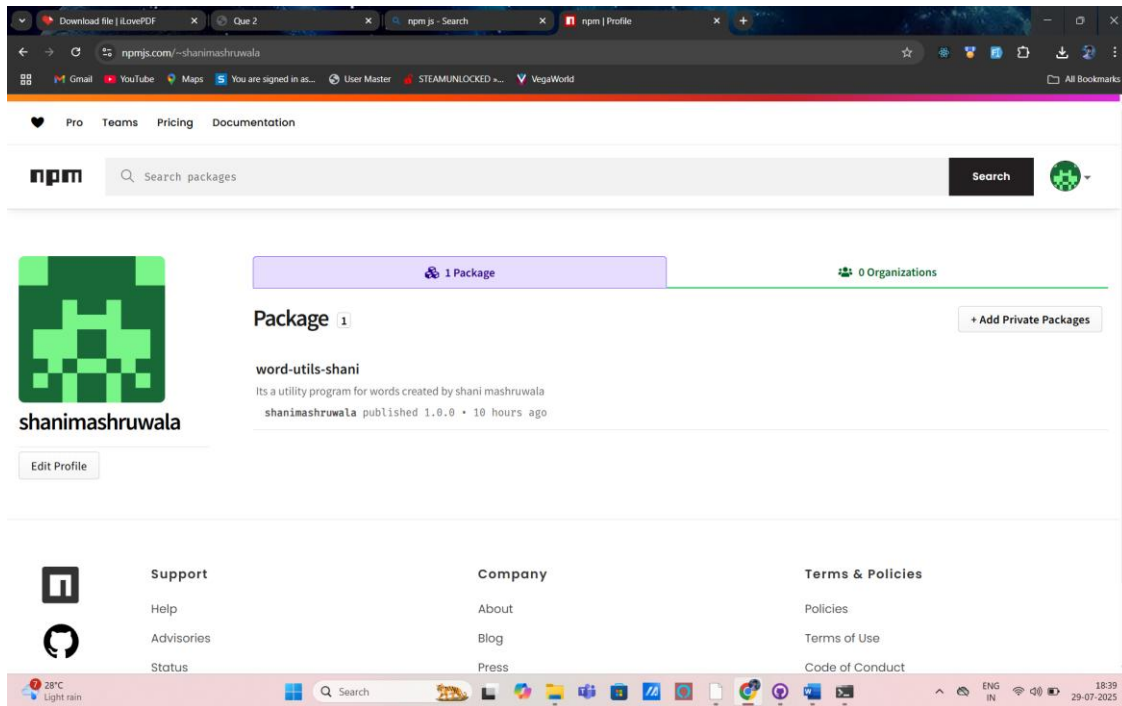 Download file | iLovePDF
Que 2
npm js - Search
npm | Profile
npmjs.com/~shanimashruwala
Gmail
YouTube
Maps
You are signed in as...
User Master
STEAMUNLOCKED »...
VegaWorld
All Bookmarks
Pro
Teams
Pricing
Documentation
npm
Search packages
Search
1 Package
0 Organizations
Package 1
+ Add Private Packages
word-utils-shani
Its a utility program for words created by shani mashruwala
shanimashruwala published 1.0.0 • 10 hours ago
shanimashruwala
Edit Profile
Support
Company
Terms & Policies
Help
About
Policies
Advisories
Blog
Terms of Use
Status
Press
Code of Conduct
7
28°C
Light rain
Search
ENG
IN
18:39
29-07-2025